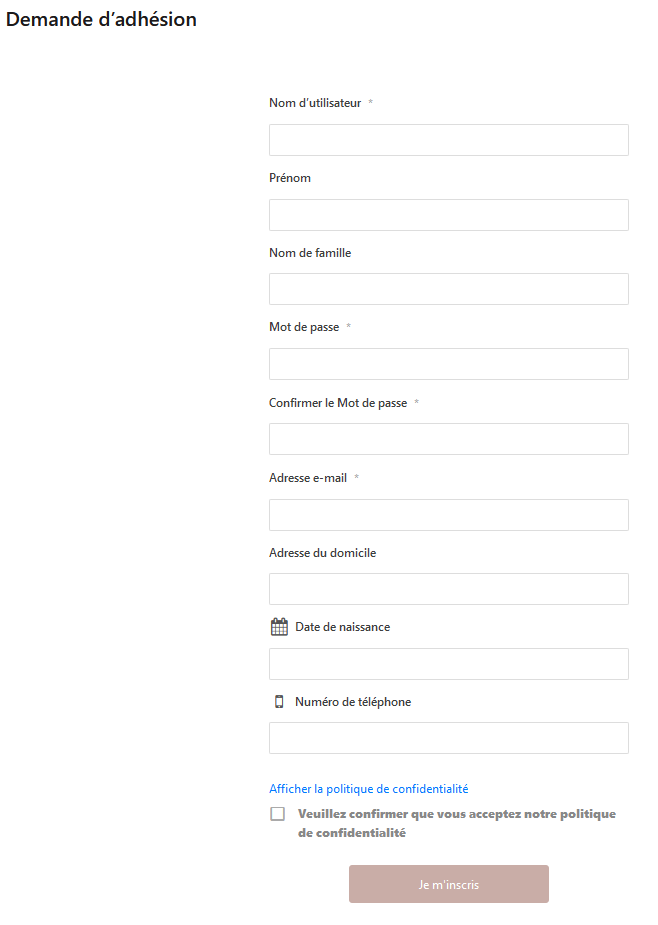 Demande d’adhésion
Nom d’utilisateur *
Prénom
Nom de famille
Mot de passe *
Confirmer le Mot de passe *
Adresse e-mail *
Adresse du domicile
Date de naissance
Numéro de téléphone
Afficher la politique de confidentialité
Veuillez confirmer que vous acceptez notre politique
de confidentialité
Je m'inscris